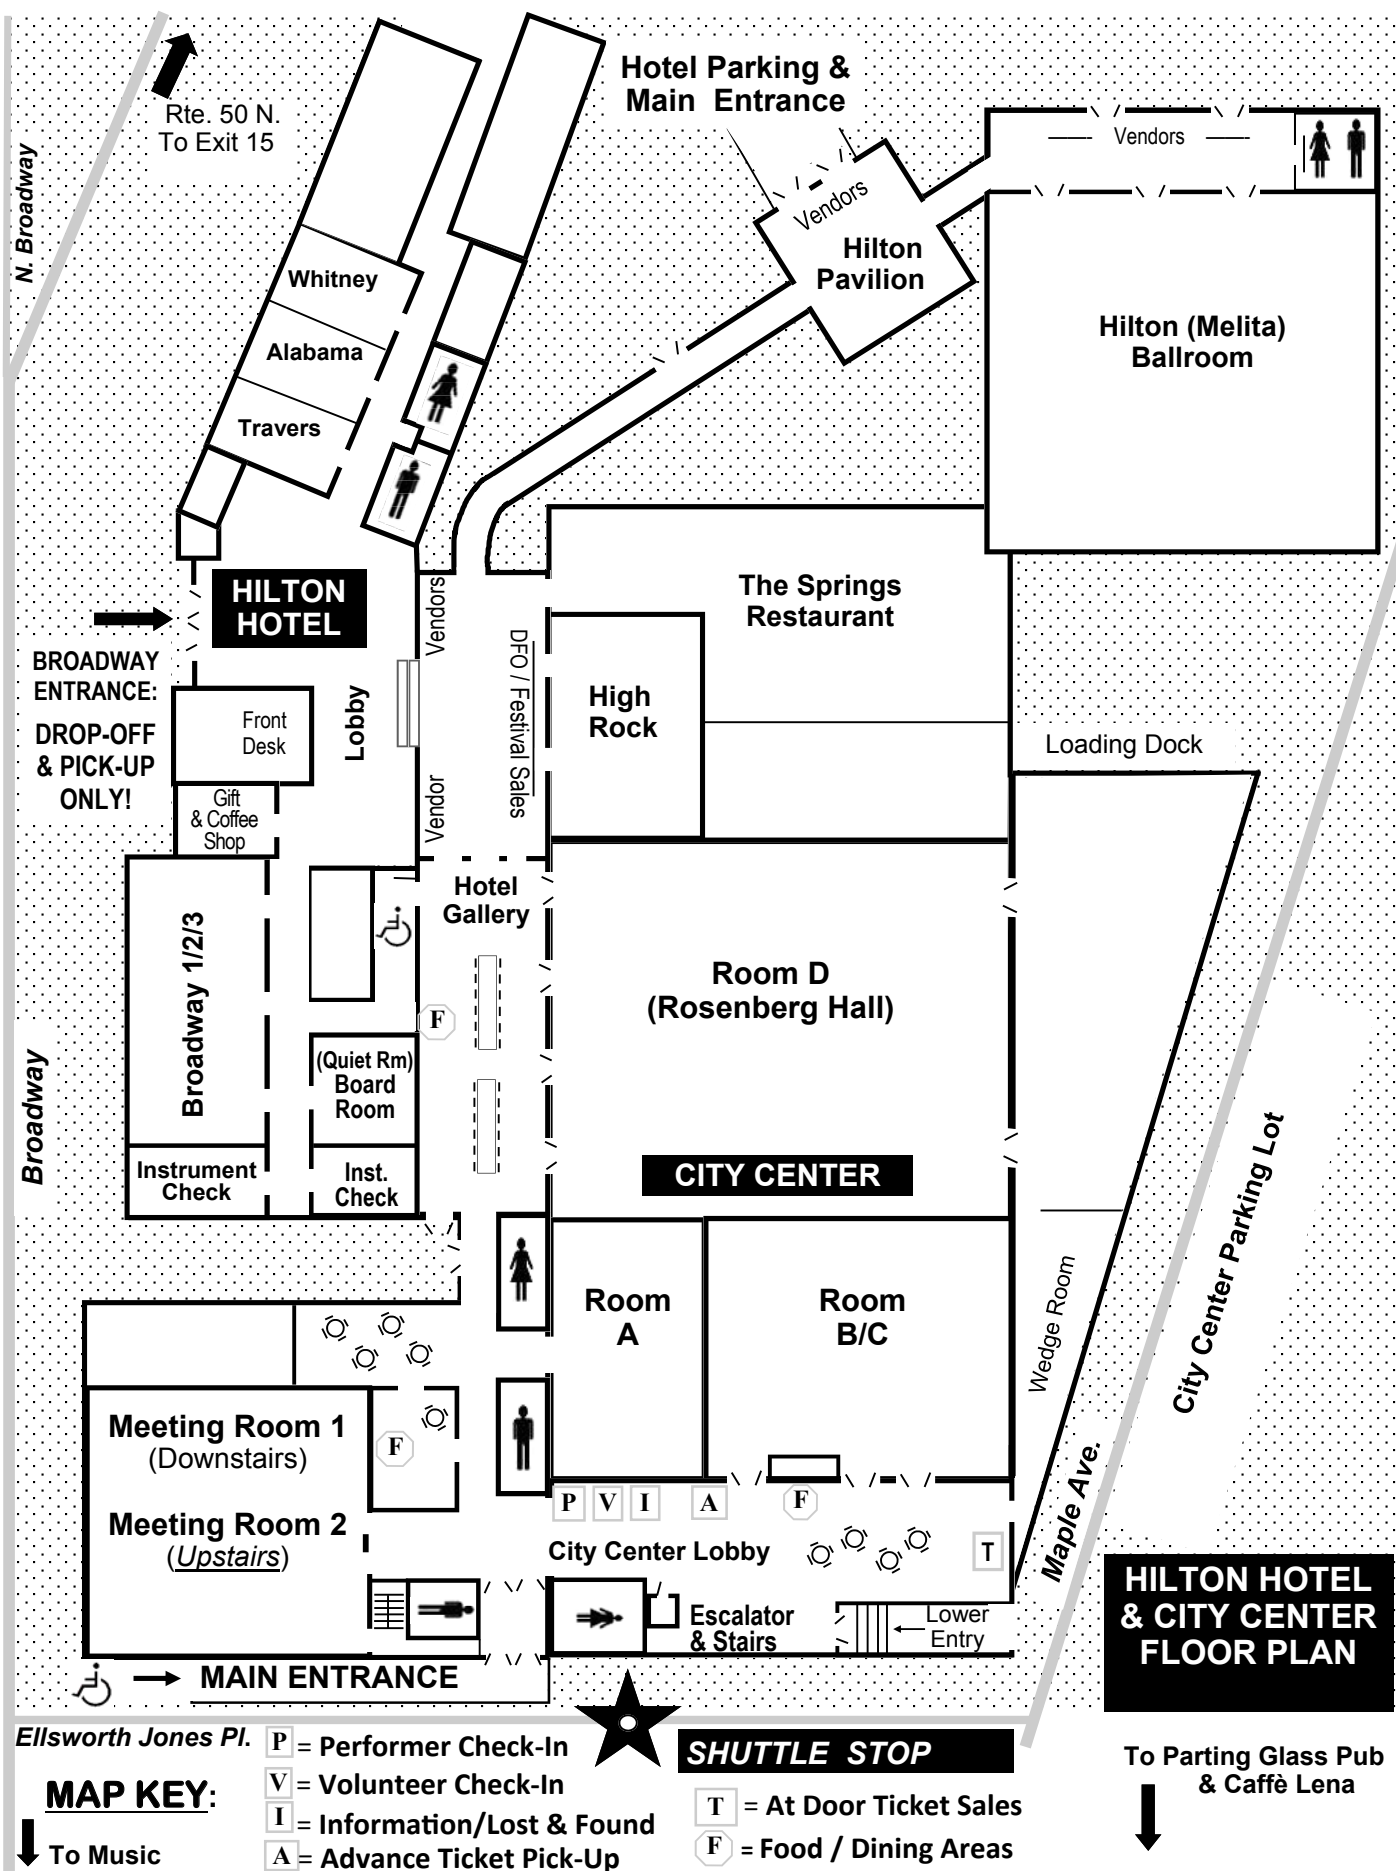 Hotel Parking &
Main Entrance
Rte. 50 N.
To Exit 15
N. Broadway
Vendors
Vendors
Hilton
Pavilion
Whitney
Alabama
Travers
Hilton (Melita)
Ballroom
HILTON
HOTEL
BROADWAY
ENTRANCE:
DROP-OFF
& PICK-UP
ONLY!
Vendors
DFO / Festival Sales
The Springs
Restaurant
High
Rock
Front
Desk
Lobby
Gift
& Coffee
Shop
Vendor
Loading Dock
Hotel
Gallery
Broadway 1/2/3
Room D
(Rosenberg Hall)
F
(Quiet Rm)
Board
Room
Broadway
Instrument
Check
Inst.
Check
CITY CENTER
City Center Parking Lot
Room
A
Room
B/C
Wedge Room
Meeting Room 1
(Downstairs)
F
Meeting Room 2
(Upstairs)
P V I A F
City Center Lobby
T
Maple Ave.
Escalator
& Stairs
Lower
Entry
HILTON HOTEL
& CITY CENTER
FLOOR PLAN
MAIN ENTRANCE
Ellsworth Jones Pl.
MAP KEY:
To Music
P = Performer Check-In
V = Volunteer Check-In
I = Information/Lost & Found
A = Advance Ticket Pick-Up
SHUTTLE STOP
T = At Door Ticket Sales
F = Food / Dining Areas
To Parting Glass Pub
& Caffè Lena